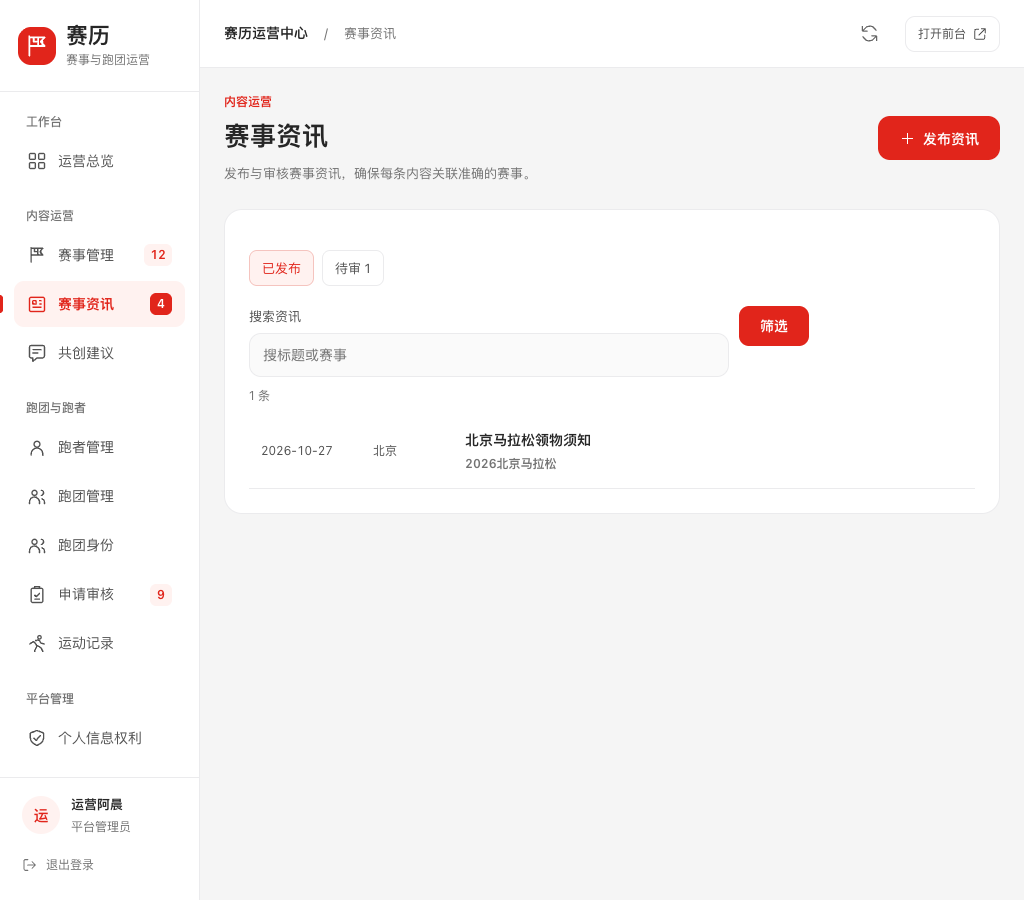 赛历
赛事与跑团运营
工作台
运营总览
内容运营
赛事管理 12
赛事资讯 4
共创建议
跑团与跑者
跑者管理
跑团管理
跑团身份
申请审核 9
运动记录
平台管理
个人信息权利
运
运营阿晨
平台管理员
退出登录
赛历运营中心 / 赛事资讯
打开前台
内容运营
赛事资讯
发布与审核赛事资讯，确保每条内容关联准确的赛事。
发布资讯
已发布 待审 1
搜索资讯
搜标题或赛事
筛选
1 条
2026-10-27 北京 北京马拉松领物须知
2026北京马拉松